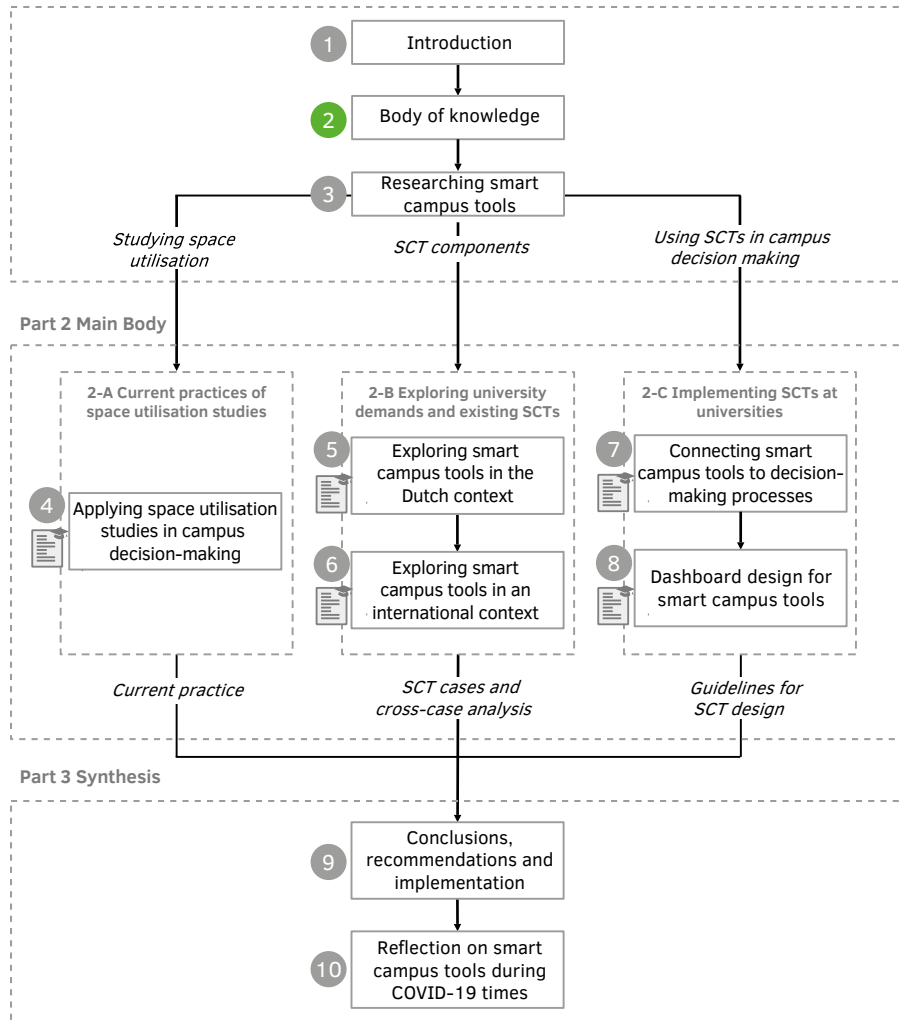 1
Introduction
2
Body of knowledge
3
Researching smart
campus tools
Studying space
utilisation
SCT components
Using SCTs in campus
decision making
Part 2 Main Body
2-A Current practices of
space utilisation studies
4
Applying space utilisation
studies in campus
decision-making
2-B Exploring university
demands and existing SCTs
5
Exploring smart
campus tools in the
Dutch context
6
Exploring smart
campus tools in an
international context
2-C Implementing SCTs at
universities
7
Connecting smart
campus tools to decision-
making processes
8
Dashboard design for
smart campus tools
Current practice
SCT cases and
cross-case analysis
Guidelines for
SCT design
Part 3 Synthesis
9
Conclusions,
recommendations and
implementation
10
Reflection on smart
campus tools during
COVID-19 times